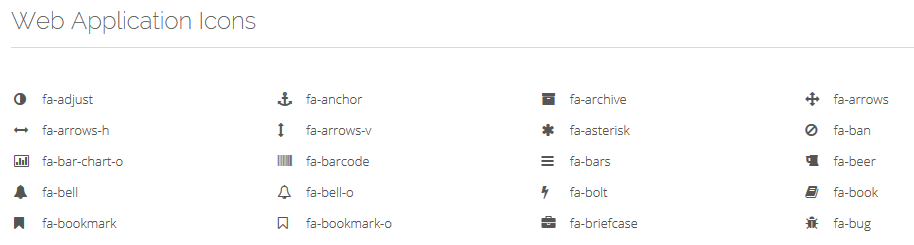 Web Application Icons
fa-adjust fa-anchor fa-archive fa-arrows
fa-arrows-h fa-arrows-v fa-asterisk fa-ban
fa-bar-chart-o fa-barcode fa-bars fa-beer
fa-bell fa-bell-o fa-bolt fa-book
fa-bookmark fa-bookmark-o fa-briefcase fa-bug